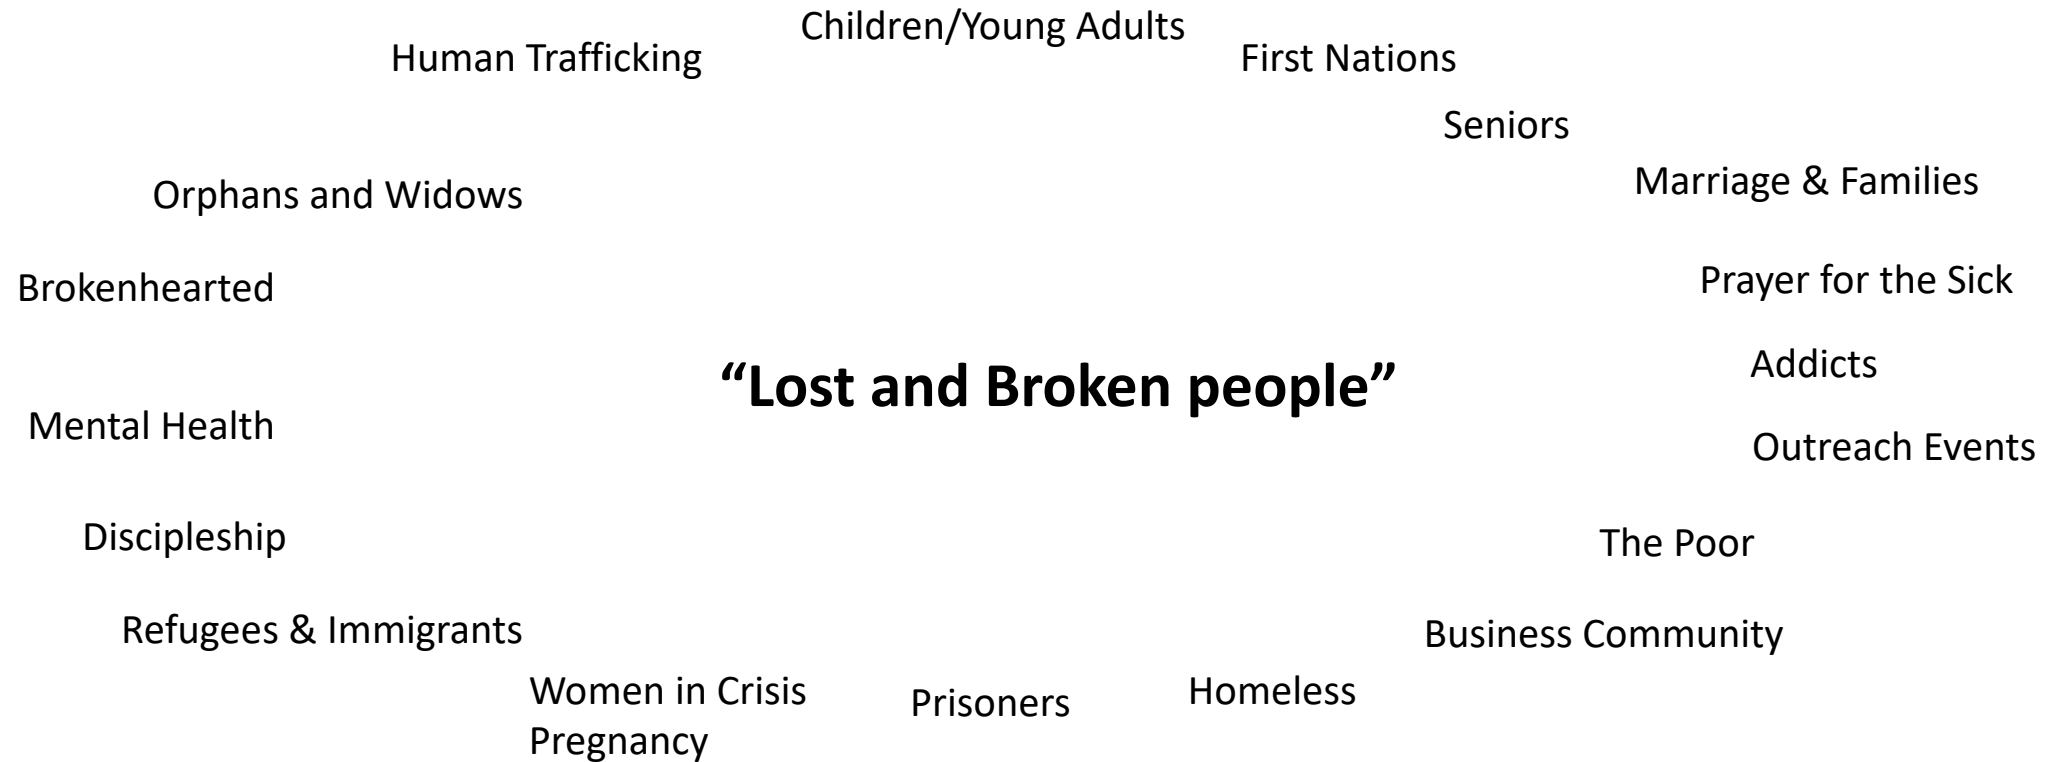 Children/Young Adults
Human Trafficking
First Nations
Seniors
Marriage & Families
Orphans and Widows
Prayer for the Sick
Brokenhearted
Addicts
“Lost and Broken people”
Mental Health
Outreach Events
Discipleship
The Poor
Refugees & Immigrants
Business Community
Women in Crisis
Pregnancy
Prisoners
Homeless